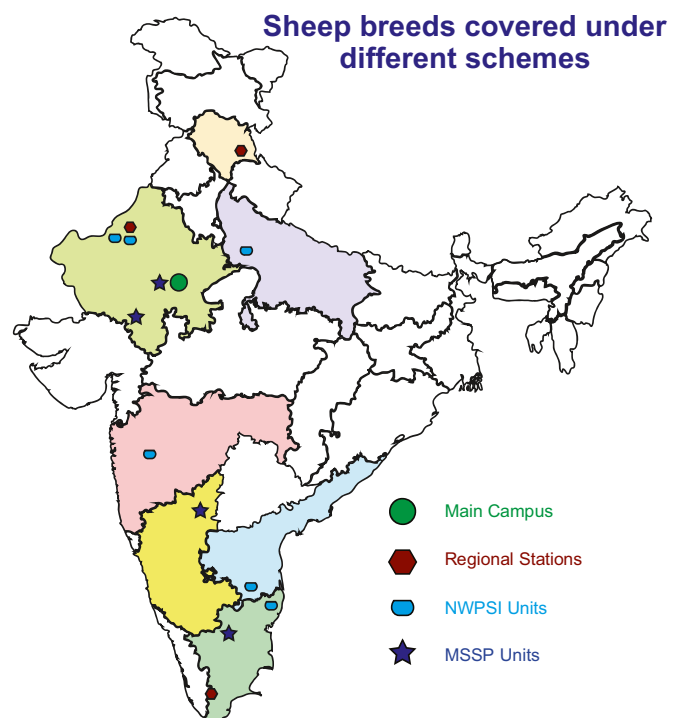 Sheep breeds covered under
different schemes
Main Campus
Regional Stations
NWPSI Units
MSSP Units